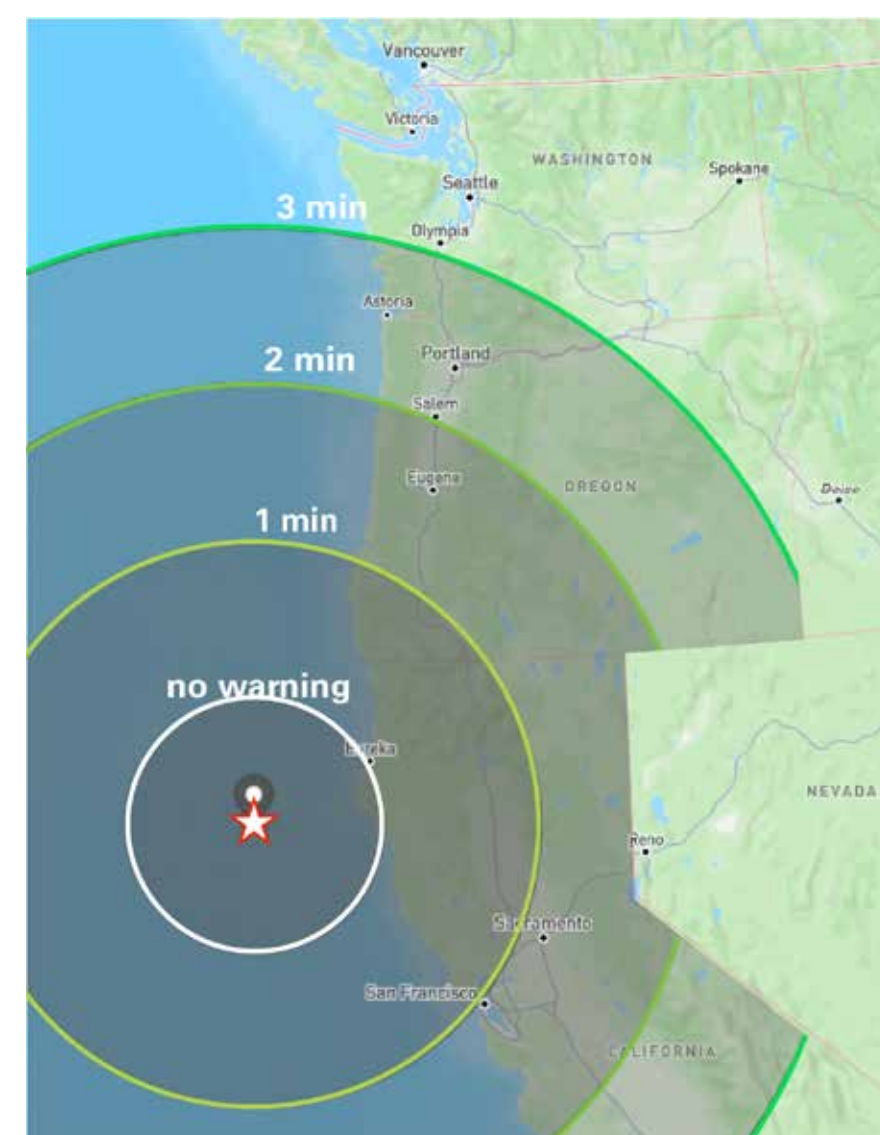 Vancouver
Victoria
WASHINGTON
Spokane
Seattle
3 min
Olympia
Astoria
2 min
Portland
Salem
Eugene
OREGON
1 min
no warning
Eureka
NEVADA
Reno
Sacramento
San Francisco
CALIFORNIA